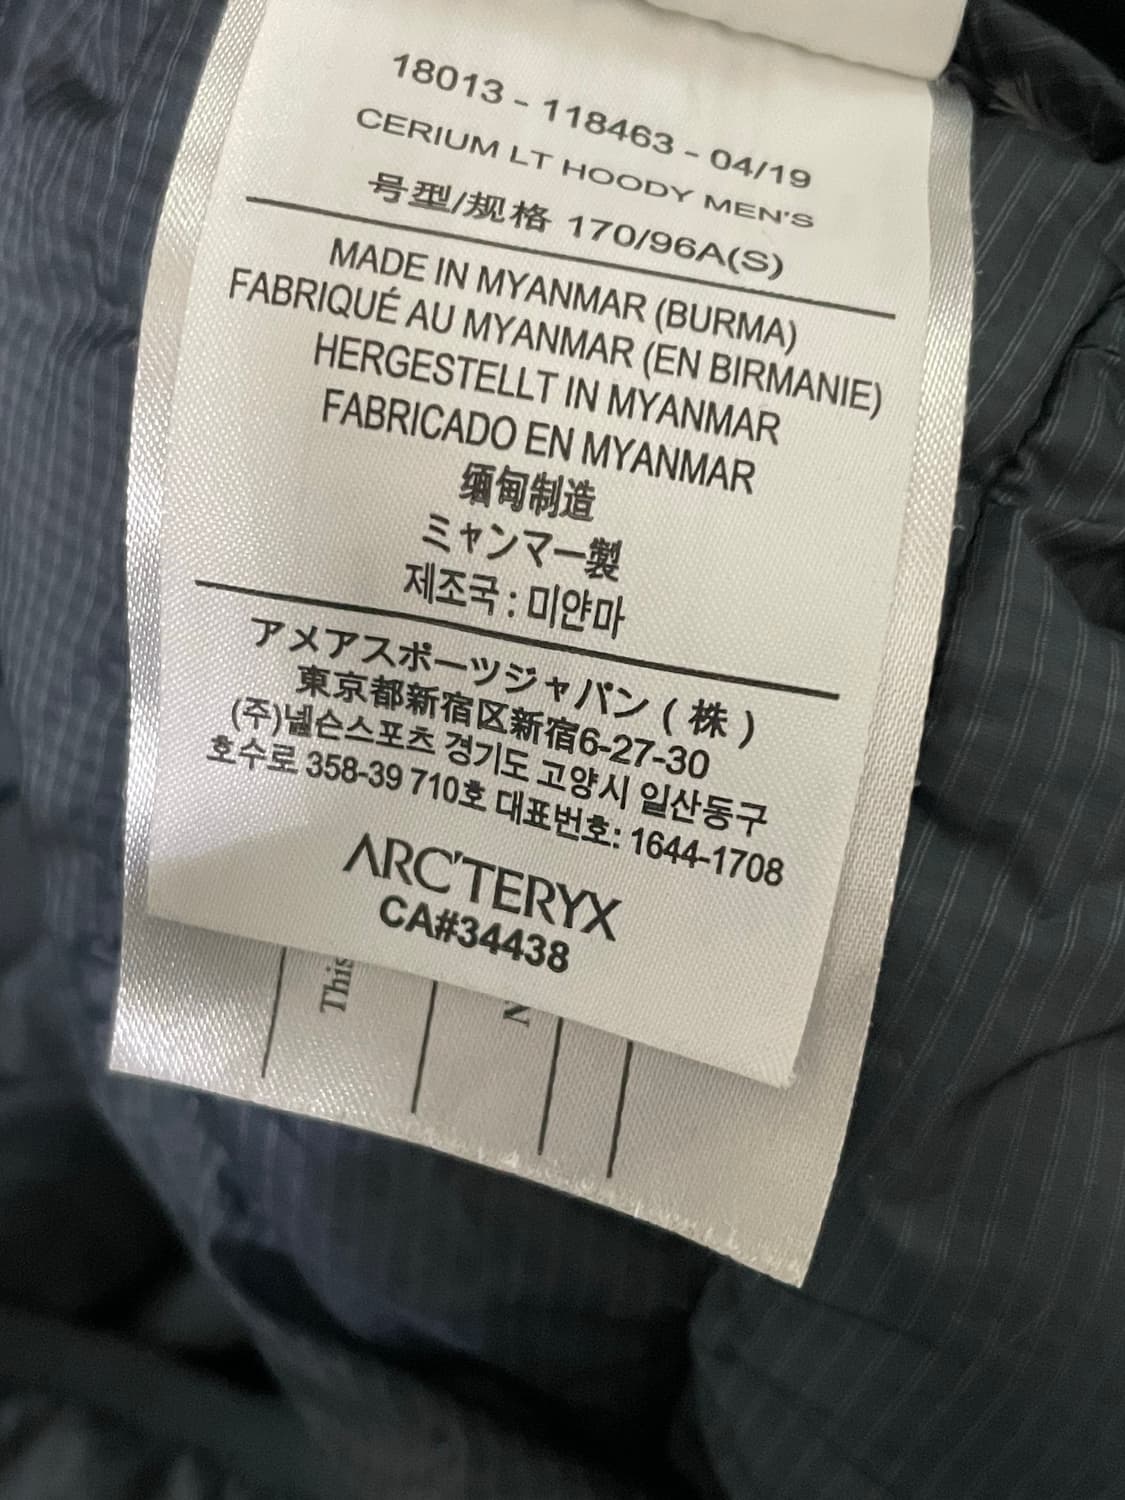 18013 - 118463 - 04/19
CERIUM LT HOODY MEN'S
号型/规格 170/96A(S)
MADE IN MYANMAR (BURMA)
FABRIQUÉ AU MYANMAR (EN BIRMANIE)
HERGESTELLT IN MYANMAR
FABRICADO EN MYANMAR
缅甸制造
ミャンマー製
제조국 : 미얀마
アメアスポーツジャパン ( 株 )
東京都新宿区新宿6-27-30
(주)넬슨스포츠 경기도 고양시 일산동구
호수로 358-39 710호 대표번호: 1644-1708
ARC'TERYX
CA#34438
This
N